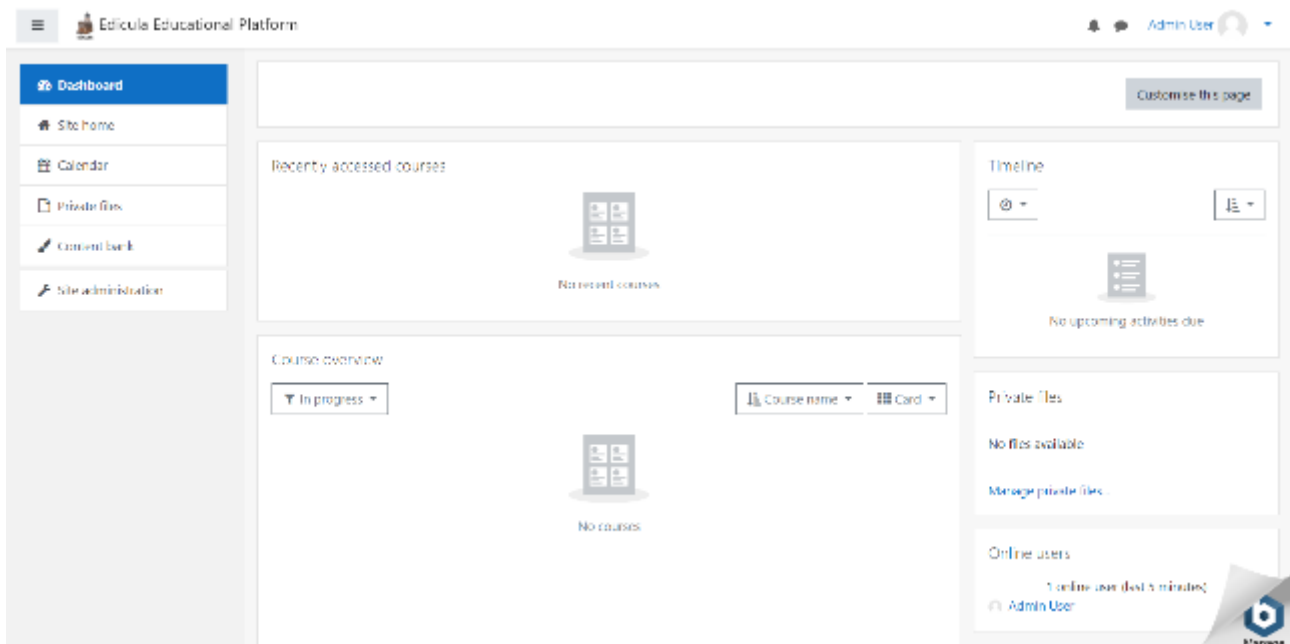 Edicula Educational Platform
Admin User
Dashboard
Site home
Calendar
Private files
Content bank
Site administration
Customise this page
Recently accessed courses
No recent courses
Timeline
No upcoming activities due
Course overview
In progress
Course name
Card
No courses
Private files
No files available
Manage private files...
Online users
1 online user (last 5 minutes)
Admin User
Manage